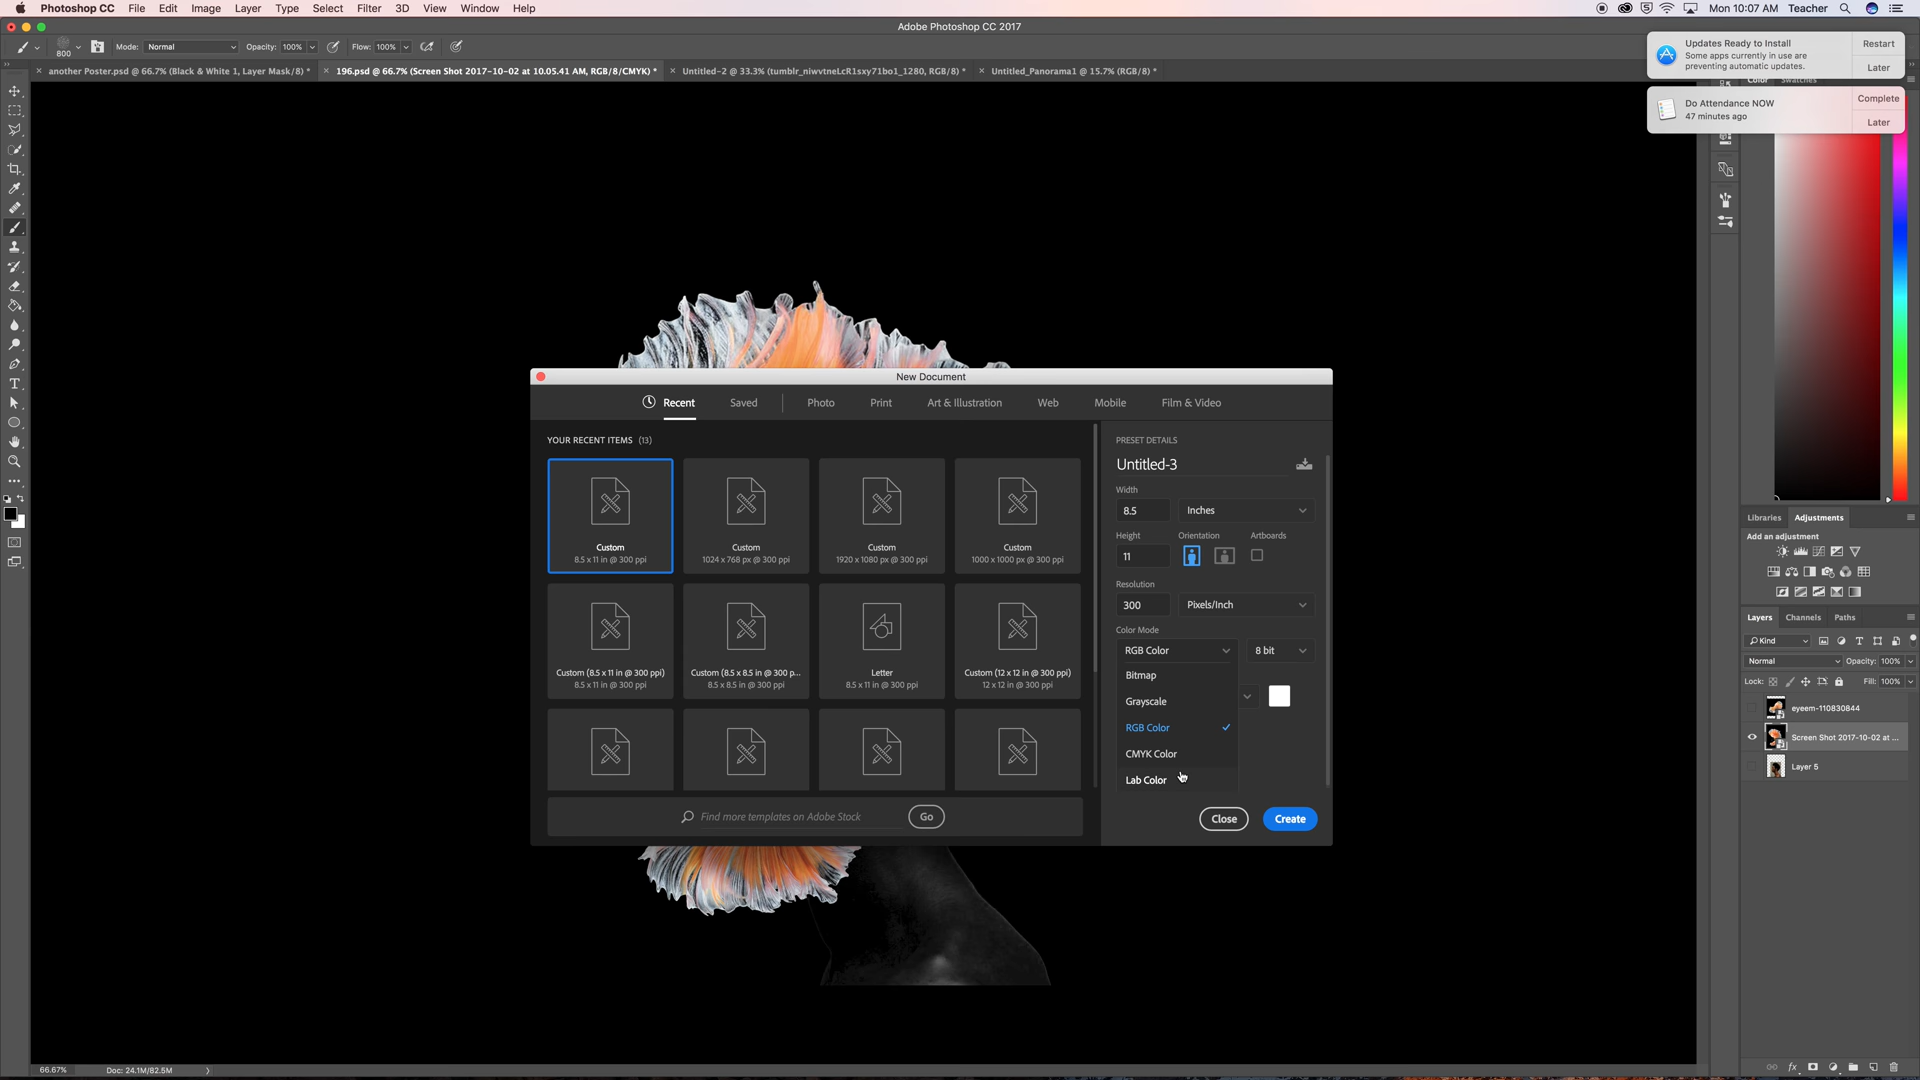 Photoshop CC File Edit Image Layer Type Select Filter 3D View Window Help
Mon 10:07 AM Teacher
Adobe Photoshop CC 2017
800 Mode: Normal Opacity: 100% Flow: 100%
another Poster.psd @ 66.7% (Black & White 1, Layer Mask/8) *
196.psd @ 66.7% (Screen Shot 2017-10-02 at 10.05.41 AM, RGB/8/CMYK) *
Untitled-2 @ 33.3% (tumblr_niwvtneLcR1sxy71bo1_1280, RGB/8) *
Untitled_Panorama1 @ 15.7% (RGB/8) *
Updates Ready to Install
Some apps currently in use are
preventing automatic updates.
Restart
Later
Color Swatches
Do Attendance NOW
47 minutes ago
Complete
Later
New Document
Recent Saved Photo Print Art & Illustration Web Mobile Film & Video
YOUR RECENT ITEMS (13)
Custom
8.5 x 11 in @ 300 ppi
Custom
1024 x 768 px @ 300 ppi
Custom
1920 x 1080 px @ 300 ppi
Custom
1000 x 1000 px @ 300 ppi
Custom (8.5 x 11 in @ 300 ppi)
8.5 x 11 in @ 300 ppi
Custom (8.5 x 8.5 in @ 300 p...
8.5 x 8.5 in @ 300 ppi
Letter
8.5 x 11 in @ 300 ppi
Custom (12 x 12 in @ 300 ppi)
12 x 12 in @ 300 ppi
Find more templates on Adobe Stock
Go
PRESET DETAILS
Untitled-3
Width
8.5 Inches
Height Orientation Artboards
11
Resolution
300 Pixels/Inch
Color Mode
RGB Color 8 bit
Bitmap
Grayscale
RGB Color
CMYK Color
Lab Color
Close Create
Libraries Adjustments
Add an adjustment
Layers Channels Paths
Kind
Normal Opacity: 100%
Lock: Fill: 100%
eyeem-110830844
Screen Shot 2017-10-02 at ...
Layer 5
66.67% Doc: 24.1M/82.5M